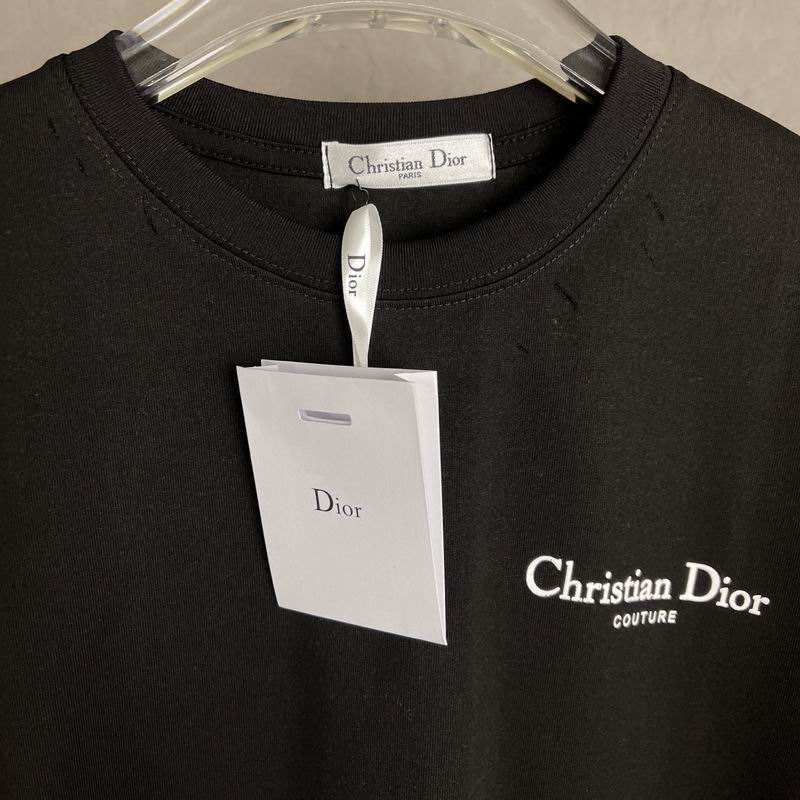 Christian Dior
PARIS
Dior
Dior
Christian Dior
COUTURE